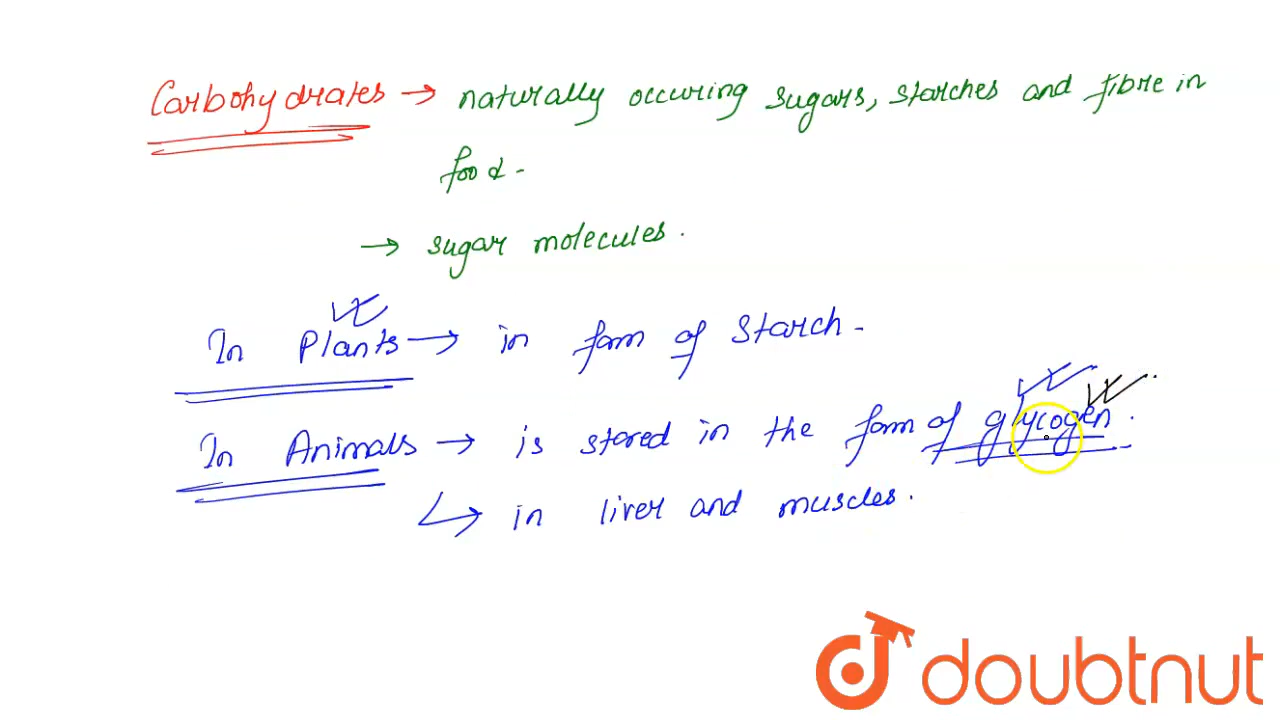 Carbohydrates → naturally occuring sugars, starches and fibre in
food.
→ sugar molecules.
In Plants → in form of starch.
In Animals → is stored in the form of glycogen.
↳ in liver and muscles.
doubtnut